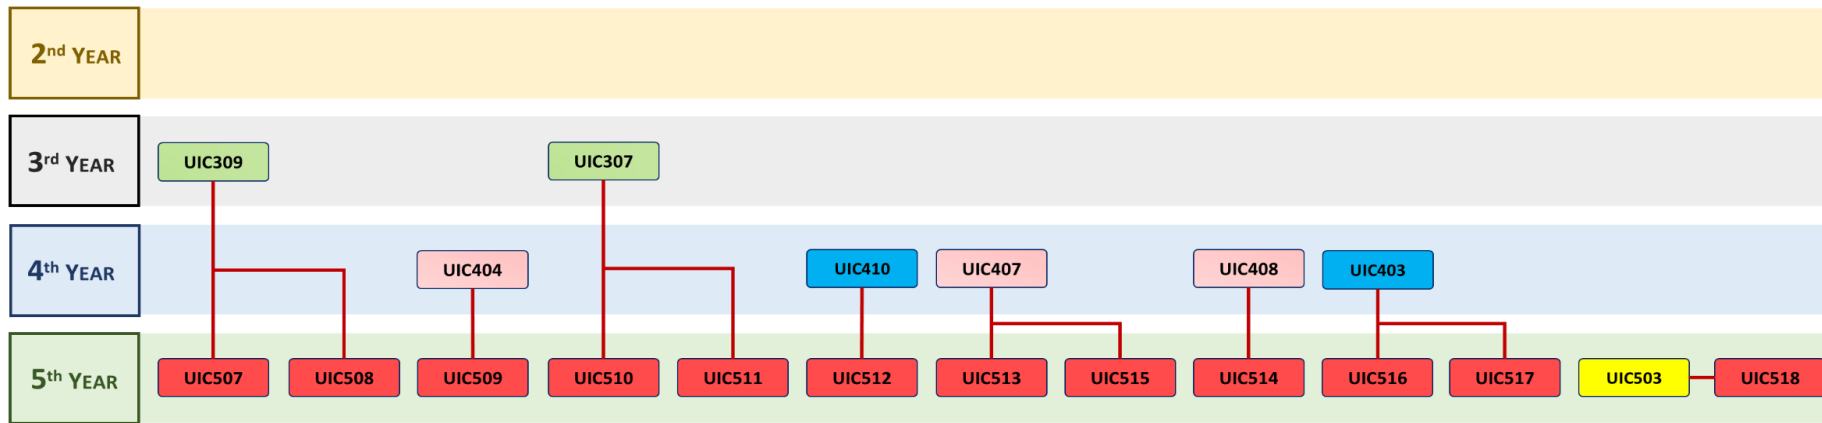 2nd YEAR
3rd YEAR
UIC309
UIC307
4th YEAR
UIC404
UIC410
UIC407
UIC408
UIC403
5th YEAR
UIC507
UIC508
UIC509
UIC510
UIC511
UIC512
UIC513
UIC515
UIC514
UIC516
UIC517
UIC503
UIC518